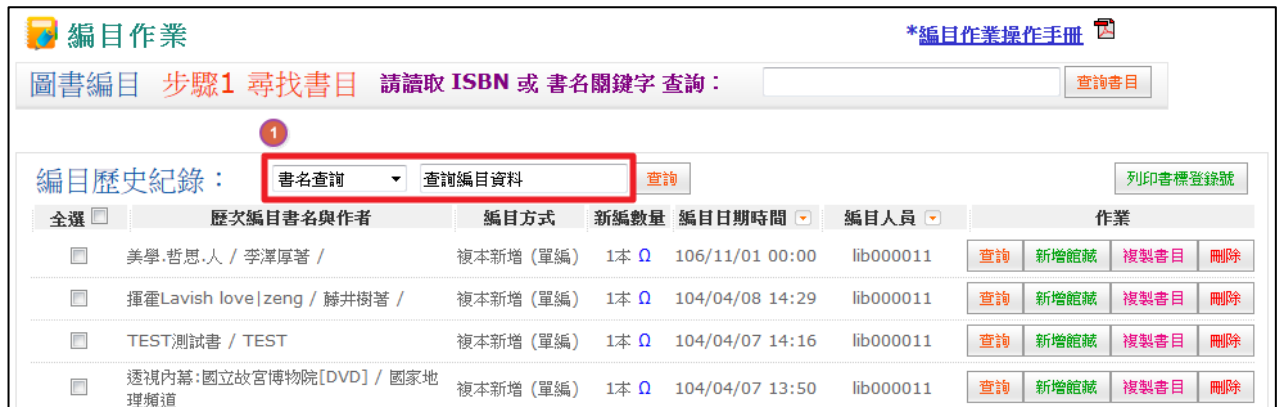 編目作業
*編目作業操作手冊
圖書編目 步驟1 尋找書目 請讀取 ISBN 或 書名關鍵字 查詢： 查詢書目
1
編目歷史紀錄： 書名查詢 查詢編目資料 查詢 列印書標登錄號
全選 歷次編目書名與作者 編目方式 新編數量 編目日期時間 編目人員 作業
美學.哲思.人 / 李澤厚著 / 複本新增 (單編) 1本 Ω 106/11/01 00:00 lib000011 查詢 新增館藏 複製書目 刪除
揮霍Lavish love|zeng / 藤井樹著 / 複本新增 (單編) 1本 Ω 104/04/08 14:29 lib000011 查詢 新增館藏 複製書目 刪除
TEST測試書 / TEST 複本新增 (單編) 1本 Ω 104/04/07 14:16 lib000011 查詢 新增館藏 複製書目 刪除
透視內幕:國立故宮博物院[DVD] / 國家地 複本新增 (單編) 1本 Ω 104/04/07 13:50 lib000011 查詢 新增館藏 複製書目 刪除
理頻道